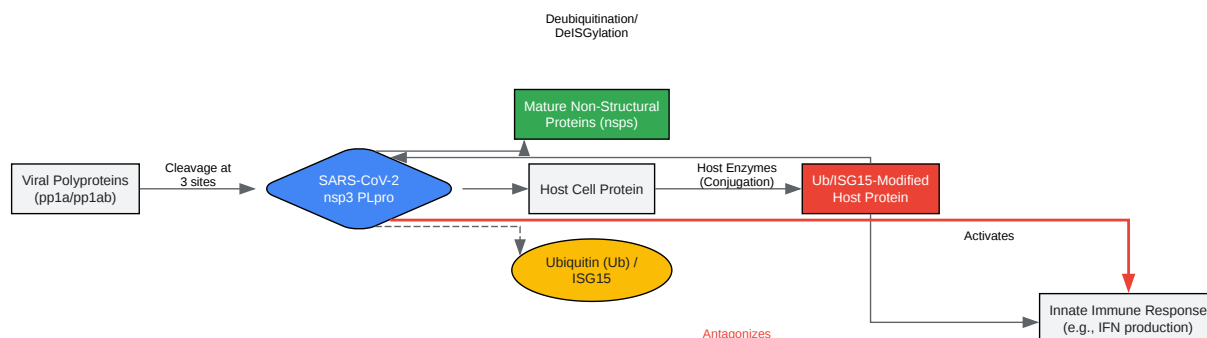 Deubiquitination/
DeISGylation
Mature Non-Structural
Proteins (nsps)
Viral Polyproteins
(pp1a/pp1ab)
Cleavage at
3 sites
SARS-CoV-2
nsp3 PLpro
Host Cell Protein
Host Enzymes
(Conjugation)
Ub/ISG15-Modified
Host Protein
Activates
Ubiquitin (Ub) /
ISG15
Innate Immune Response
(e.g., IFN production)
Antagonizes